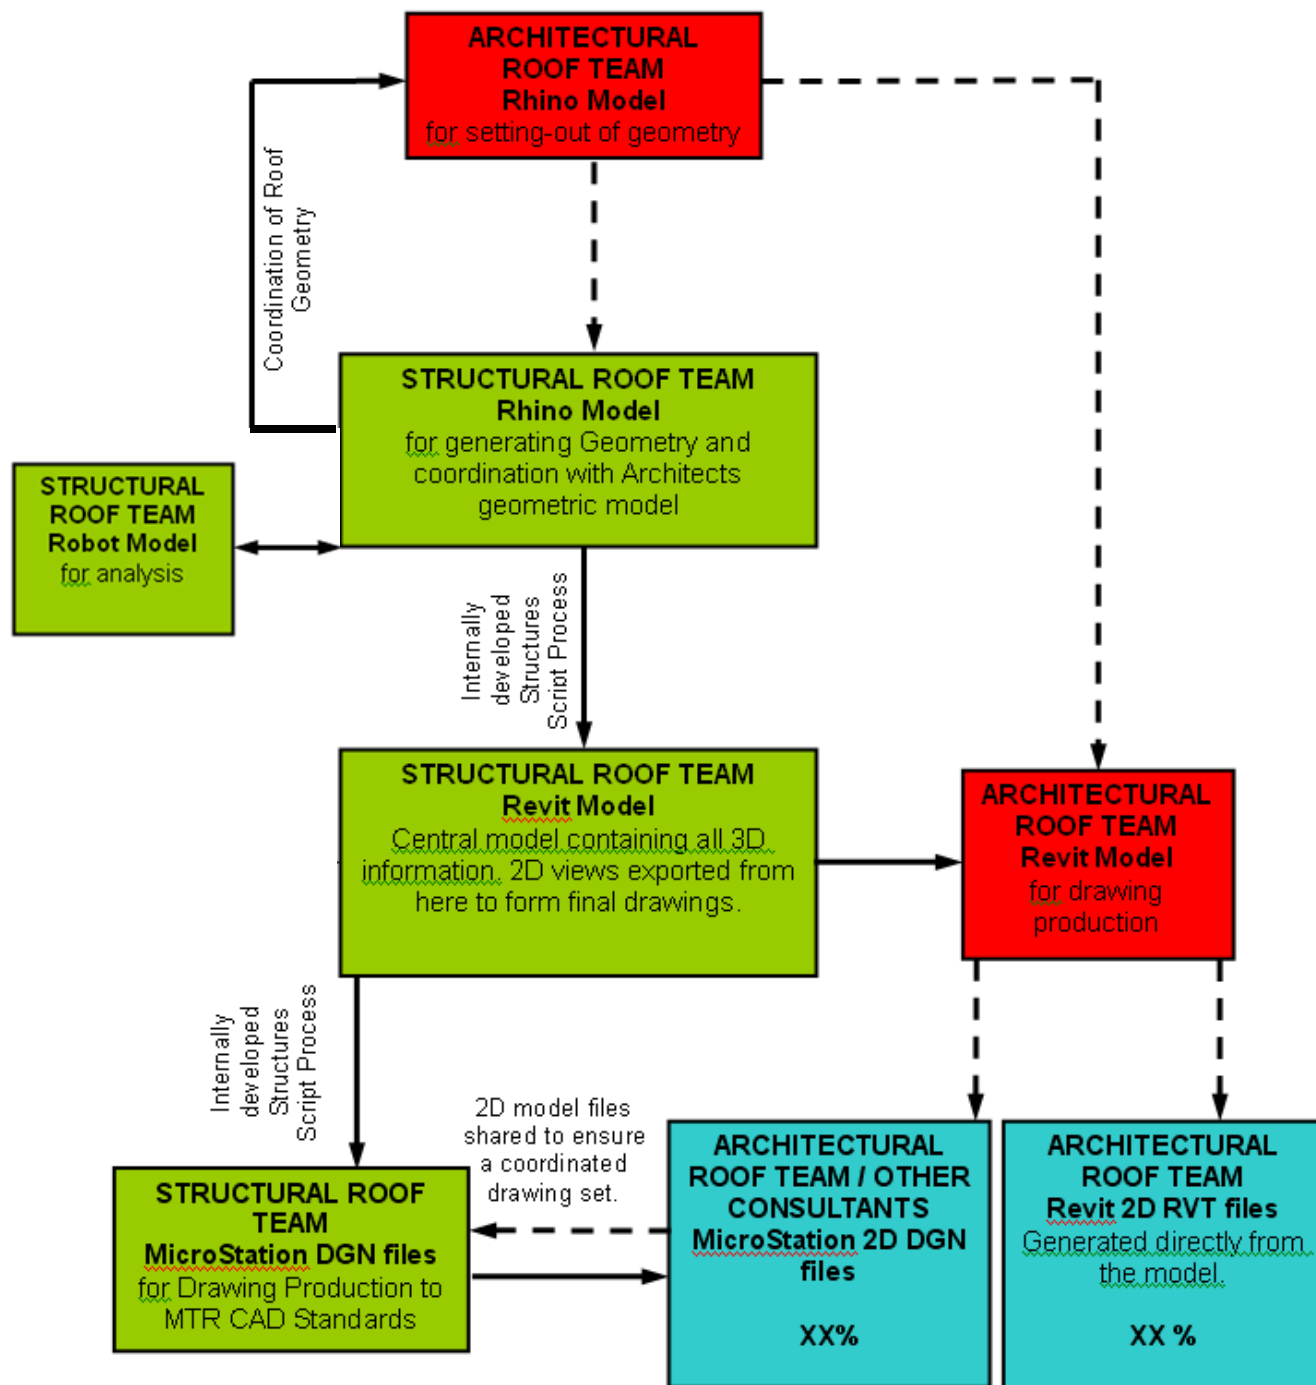 ARCHITECTURAL
ROOF TEAM
Rhino Model
for setting-out of geometry
Coordination of Roof
Geometry
STRUCTURAL ROOF TEAM
Rhino Model
for generating Geometry and
coordination with Architects
geometric model
STRUCTURAL
ROOF TEAM
Robot Model
for analysis
Internally
developed
Structures
Script Process
STRUCTURAL ROOF TEAM
Revit Model
Central model containing all 3D
information. 2D views exported from
here to form final drawings.
ARCHITECTURAL
ROOF TEAM
Revit Model
for drawing
production
Internally
developed
Structures
Script Process
2D model files
shared to ensure
a coordinated
drawing set.
STRUCTURAL ROOF
TEAM
MicroStation DGN files
for Drawing Production to
MTR CAD Standards
ARCHITECTURAL
ROOF TEAM / OTHER
CONSULTANTS
MicroStation 2D DGN
files
XX%
ARCHITECTURAL
ROOF TEAM
Revit 2D RVT files
Generated directly from
the model.
XX %